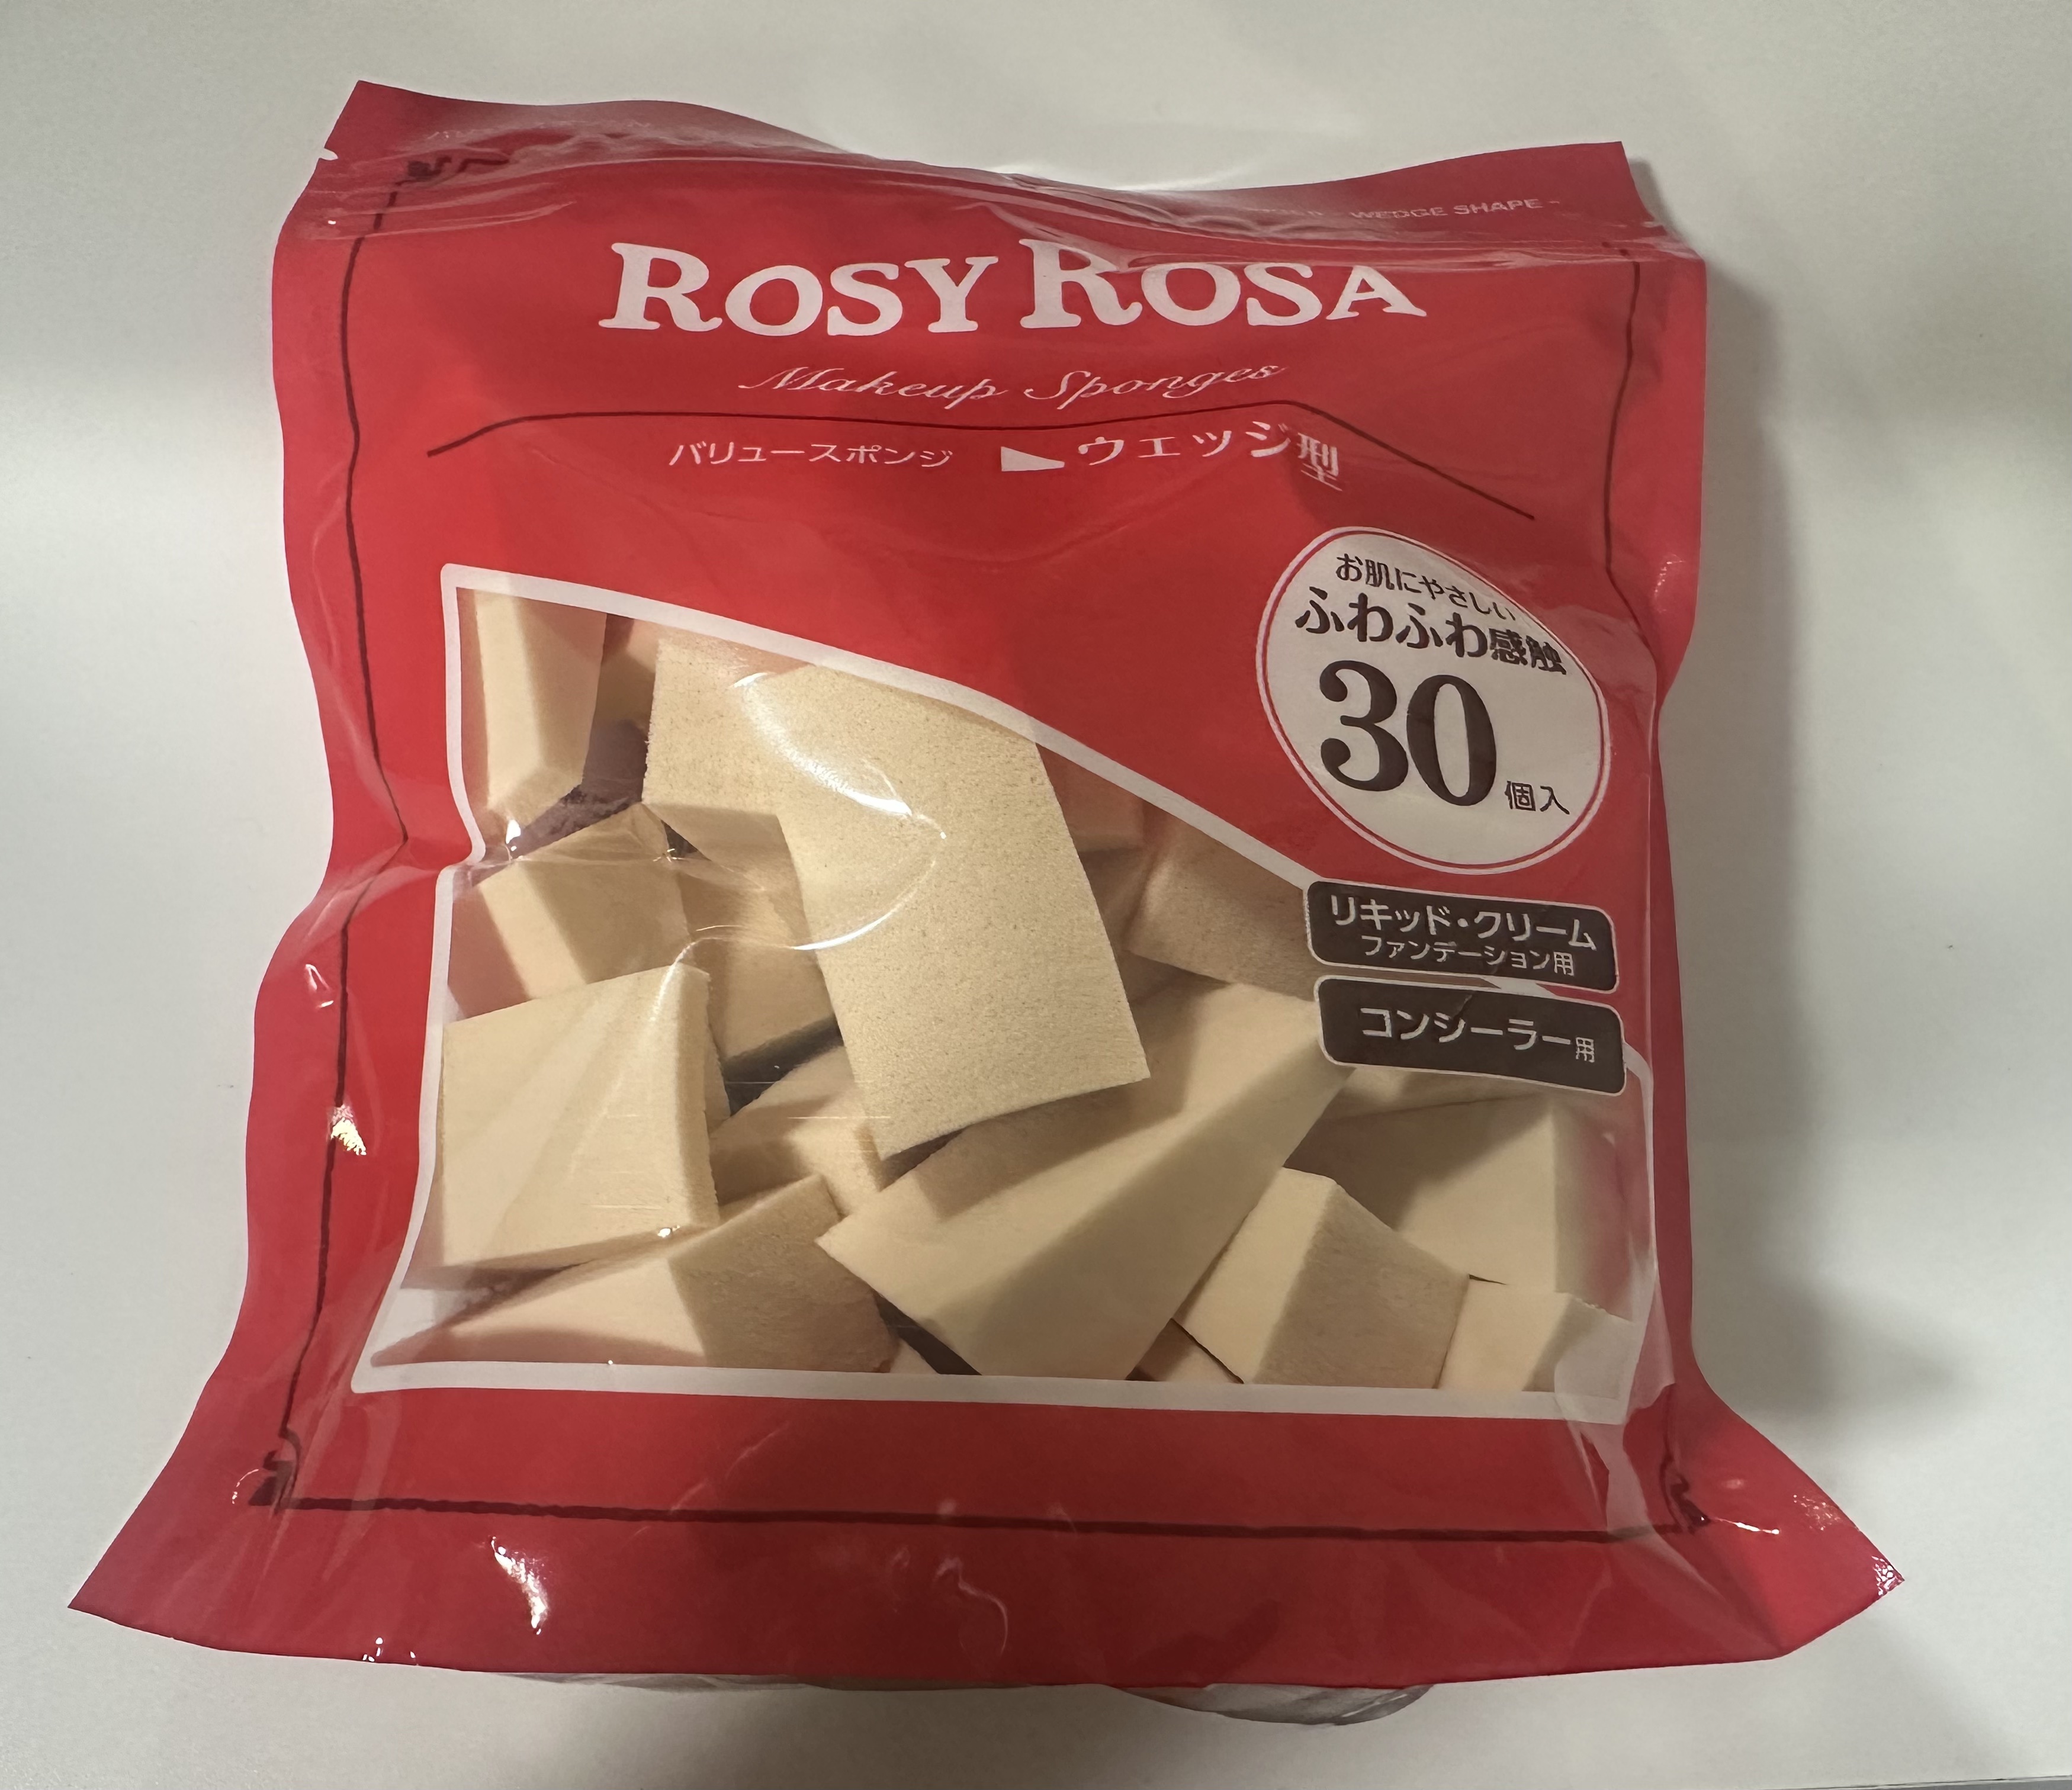 WEDGE SHAPE -
ROSY ROSA
Makeup Sponges
バリュースポンジ ウェッジ型
お肌にやさしい
ふわふわ感触
30個入
リキッド・クリーム
ファンデーション用
コンシーラー用